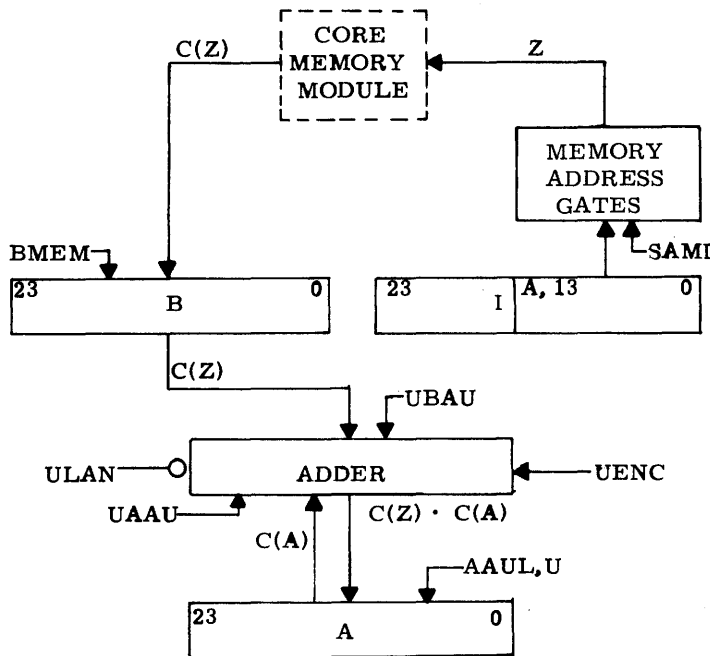 CORE
MEMORY
MODULE
C(Z)
Z
MEMORY
ADDRESS
GATES
BMEM
SAMI
23 B 0
23 I A, 13 0
C(Z)
UBAU
ULAN
ADDER
UENC
UAAU
C(A)
C(Z) · C(A)
AAUL,U
23 A 0